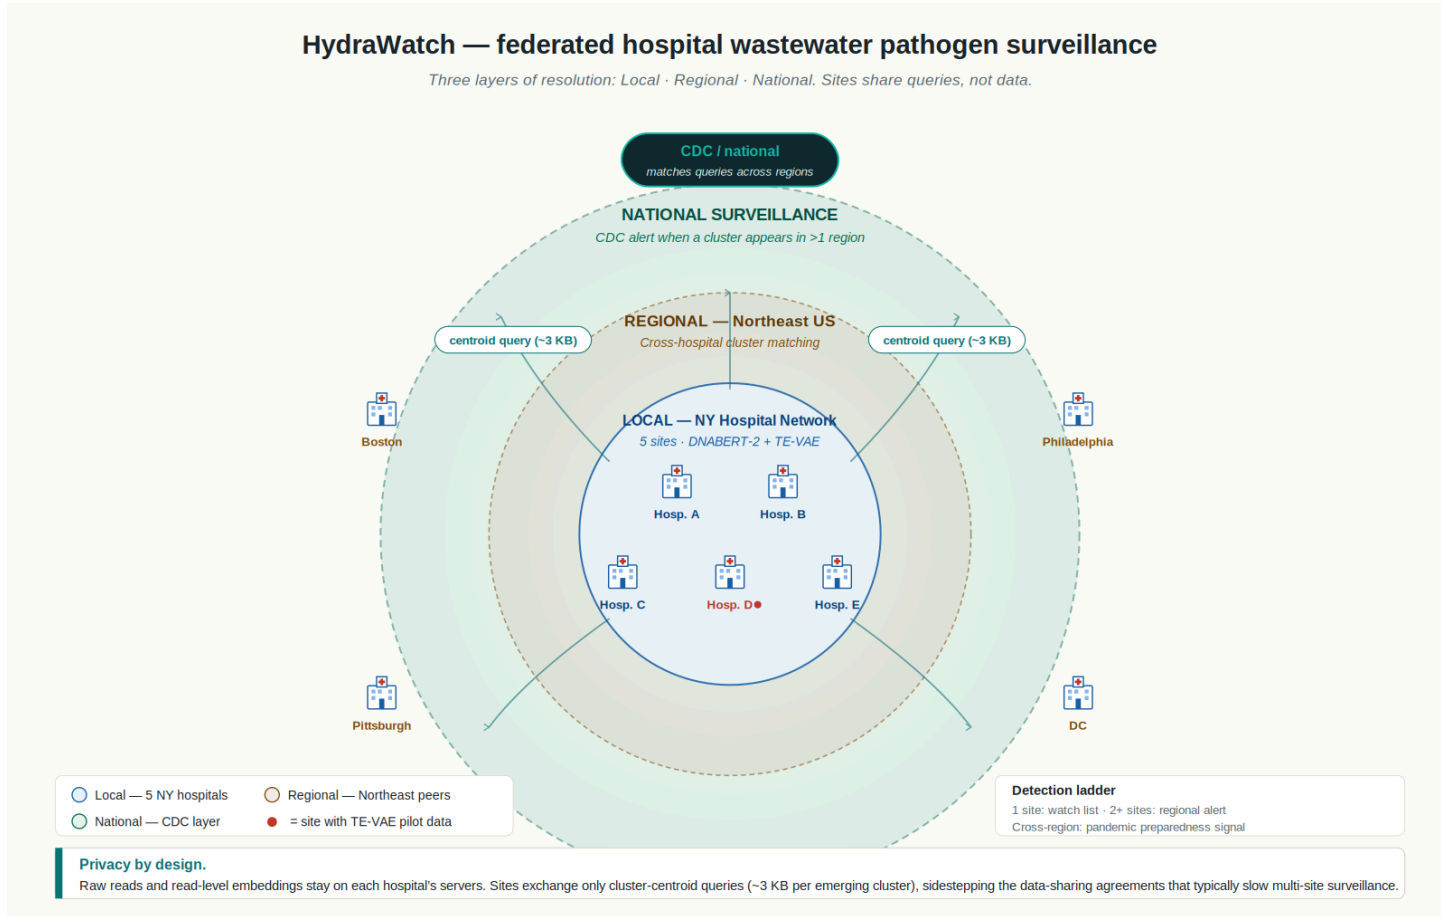 HydraWatch — federated hospital wastewater pathogen surveillance
Three layers of resolution: Local · Regional · National. Sites share queries, not data.
CDC / national
matches queries across regions
NATIONAL SURVEILLANCE
CDC alert when a cluster appears in >1 region
REGIONAL — Northeast US
Cross-hospital cluster matching
centroid query (~3 KB)
centroid query (~3 KB)
LOCAL — NY Hospital Network
5 sites · DNABERT-2 + TE-VAE
Boston
Philadelphia
Hosp. A
Hosp. B
Hosp. C
Hosp. D
Hosp. E
Pittsburgh
DC
Local — 5 NY hospitals
Regional — Northeast peers
National — CDC layer
= site with TE-VAE pilot data
Detection ladder
1 site: watch list · 2+ sites: regional alert
Cross-region: pandemic preparedness signal
Privacy by design.
Raw reads and read-level embeddings stay on each hospital's servers. Sites exchange only cluster-centroid queries (~3 KB per emerging cluster), sidestepping the data-sharing agreements that typically slow multi-site surveillance.